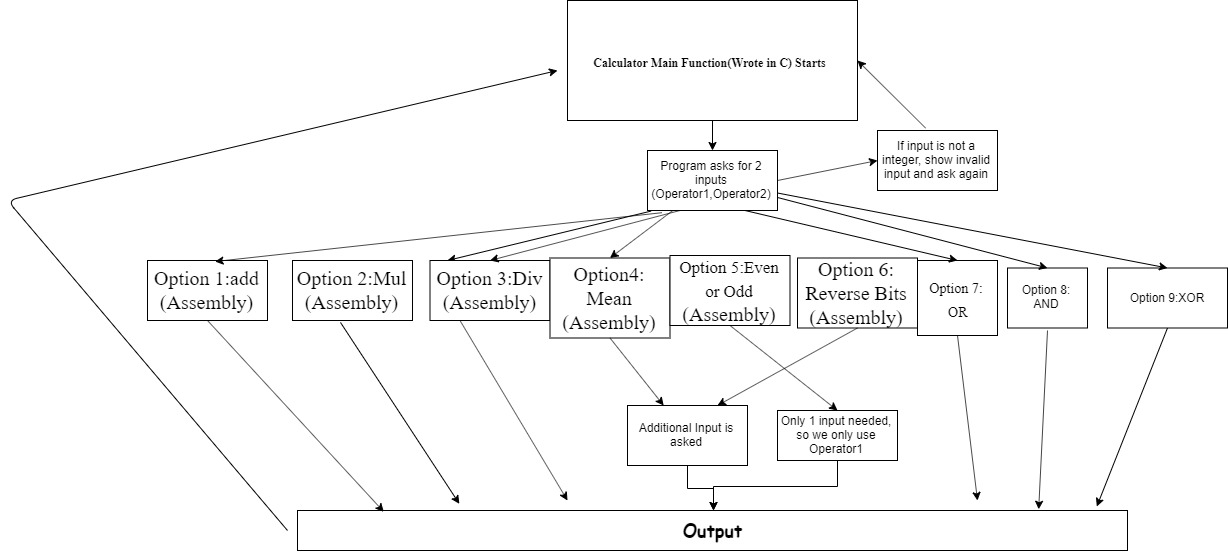 Calculator Main Function(Wrote in C) Starts
If input is not a
integer, show invalid
input and ask again
Program asks for 2
inputs
(Operator1,Operator2)
Option 1:add
(Assembly)
Option 2:Mul
(Assembly)
Option 3:Div
(Assembly)
Option4:
Mean
(Assembly)
Option 5:Even
or Odd
(Assembly)
Option 6:
Reverse Bits
(Assembly)
Option 7:
OR
Option 8:
AND
Option 9:XOR
Additional Input is
asked
Only 1 input needed,
so we only use
Operator1
Output